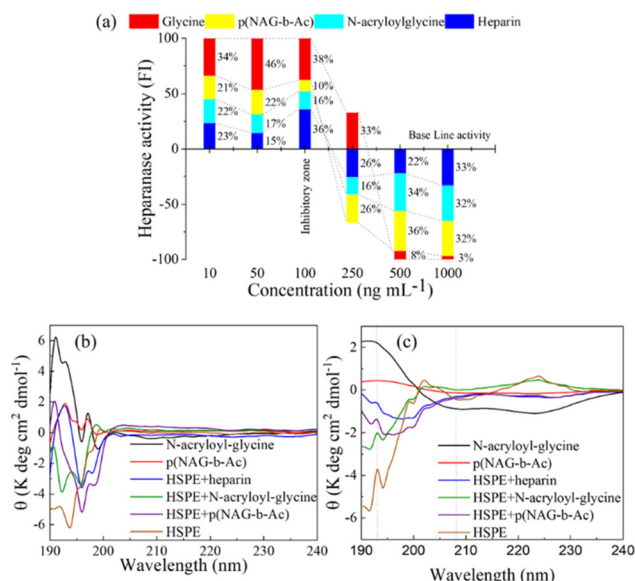 (a)
Glycine p(NAG-b-Ac) N-acryloylglycine Heparin
Heparanase activity (FI)
100
50
0
-50
-100
34%
21%
22%
23%
46%
22%
17%
15%
38%
10%
16%
36%
Inhibitory zone
33%
26%
16%
26%
Base Line activity
22%
34%
36%
8%
33%
32%
32%
3%
10 50 100 250 500 1000
Concentration (ng mL-1)
(b)
θ (K deg cm2 dmol-1)
6
4
2
0
-2
-4
-6
N-acryloyl-glycine
p(NAG-b-Ac)
HSPE+heparin
HSPE+N-acryloyl-glycine
HSPE+p(NAG-b-Ac)
HSPE
190 200 210 220 230 240
Wavelength (nm)
(c)
θ (K deg cm2 dmol-1)
4
2
0
-2
-4
-6
N-acryloyl-glycine
p(NAG-b-Ac)
HSPE+heparin
HSPE+N-acryloyl-glycine
HSPE+p(NAG-b-Ac)
HSPE
190 200 210 220 230 240
Wavelength (nm)